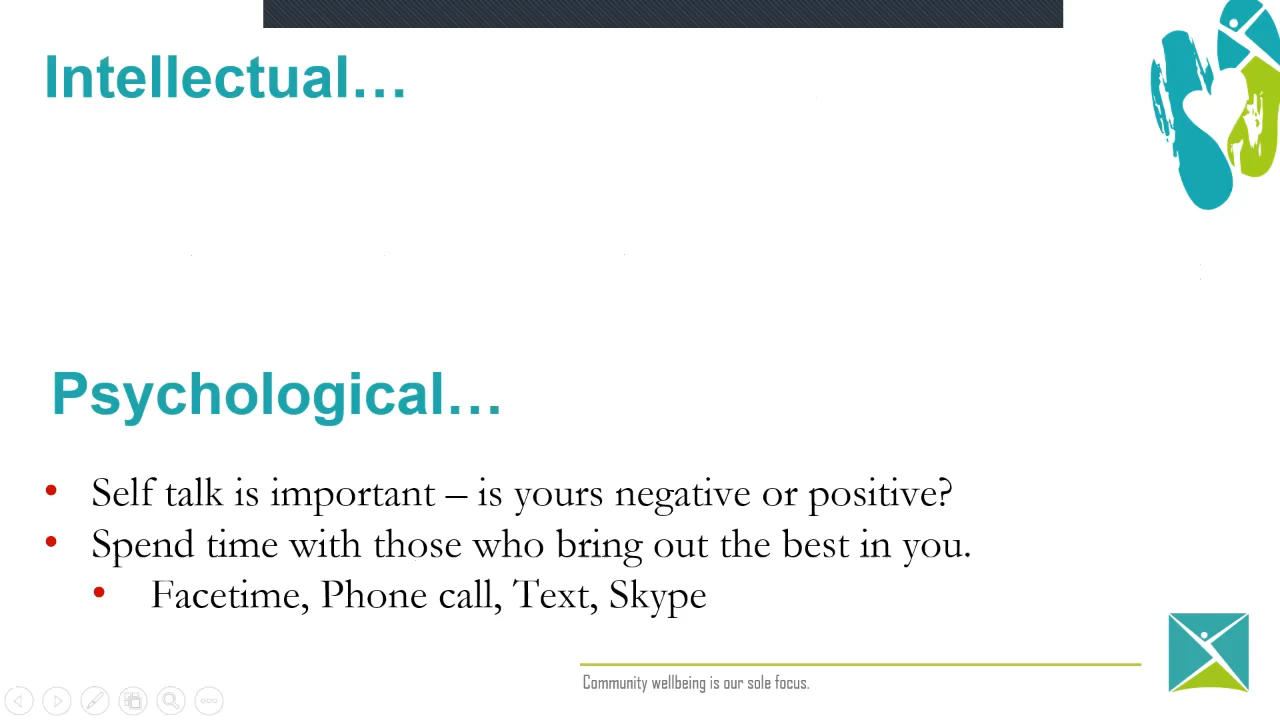 Intellectual…
Psychological…
• Self talk is important – is yours negative or positive?
• Spend time with those who bring out the best in you.
• Facetime, Phone call, Text, Skype
Community wellbeing is our sole focus.